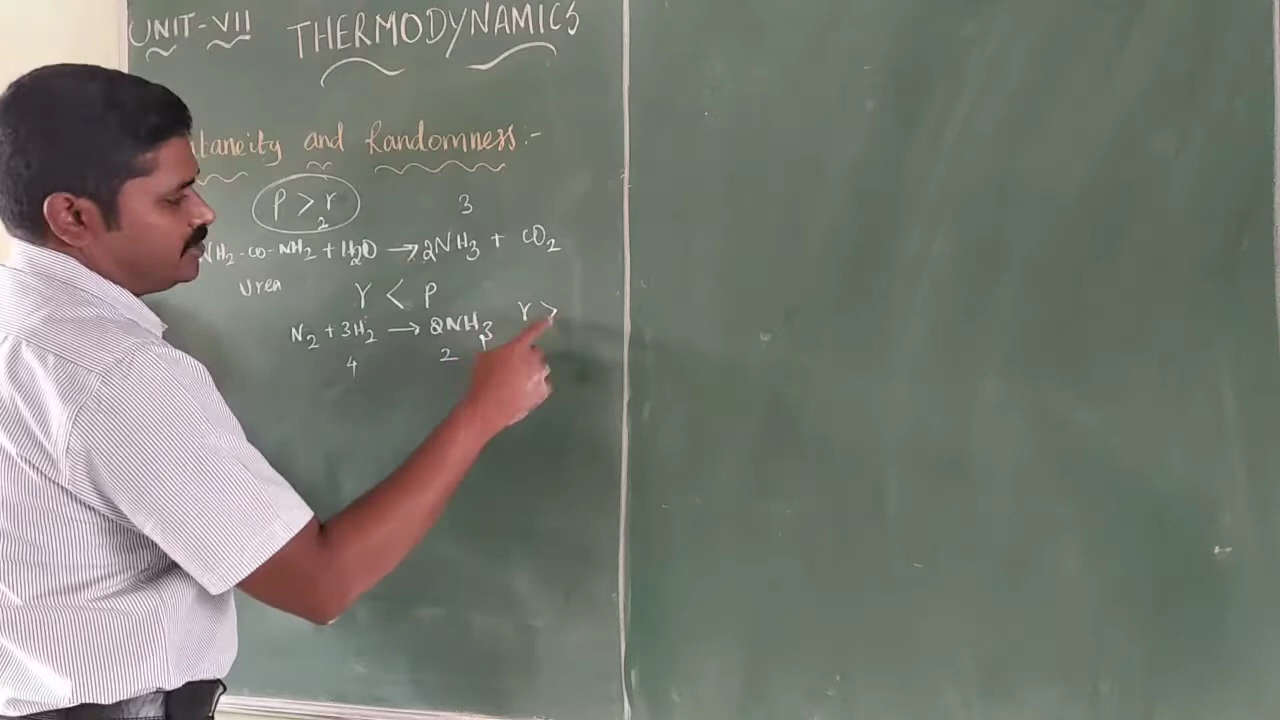 UNIT-VII THERMODYNAMICS
taneity and Randomness:-
P > r
2 3
NH2-CO-NH2 + H2O → 2NH3 + CO2
Urea
r < P
N2 + 3H2 → 2NH3 r >
4 2